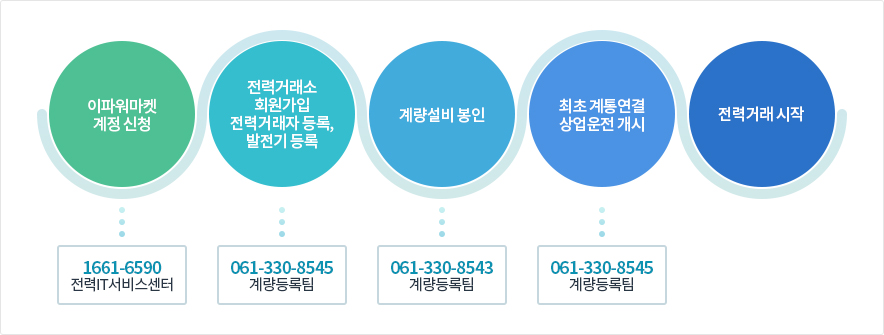 이파워마켓
계정 신청
전력거래소
회원가입
전력거래자 등록,
발전기 등록
계량설비 봉인
최초 계통연결
상업운전 개시
전력거래 시작
1661-6590
전력IT서비스센터
061-330-8545
계량등록팀
061-330-8543
계량등록팀
061-330-8545
계량등록팀